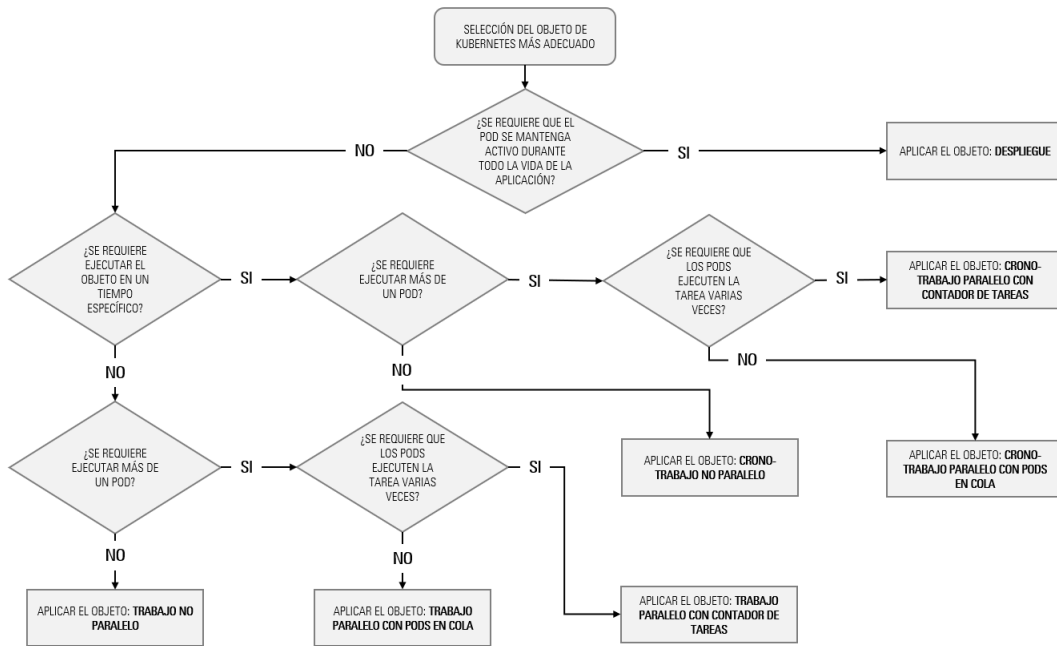 SELECCIÓN DEL OBJETO DE
KUBERNETES MÁS ADECUADO
¿SE REQUIERE QUE EL
POD SE MANTENGA
ACTIVO DURANTE
TODO LA VIDA DE LA
APLICACIÓN?
NO
SI
APLICAR EL OBJETO: DESPLIEGUE
¿SE REQUIERE
EJECUTAR EL
OBJETO EN UN
TIEMPO
ESPECÍFICO?
SI
¿SE REQUIERE
EJECUTAR MÁS DE
UN POD?
SI
¿SE REQUIERE QUE
LOS PODS
EJECUTEN LA
TAREA VARIAS
VECES?
SI
APLICAR EL OBJETO: CRONO-
TRABAJO PARALELO CON
CONTADOR DE TAREAS
NO
NO
NO
¿SE REQUIERE
EJECUTAR MÁS DE
UN POD?
SI
¿SE REQUIERE QUE
LOS PODS
EJECUTEN LA
TAREA VARIAS
VECES?
SI
APLICAR EL OBJETO: CRONO-
TRABAJO NO PARALELO
APLICAR EL OBJETO: CRONO-
TRABAJO PARALELO CON PODS
EN COLA
NO
NO
APLICAR EL OBJETO: TRABAJO NO
PARALELO
APLICAR EL OBJETO: TRABAJO
PARALELO CON PODS EN COLA
APLICAR EL OBJETO: TRABAJO
PARALELO CON CONTADOR DE
TAREAS